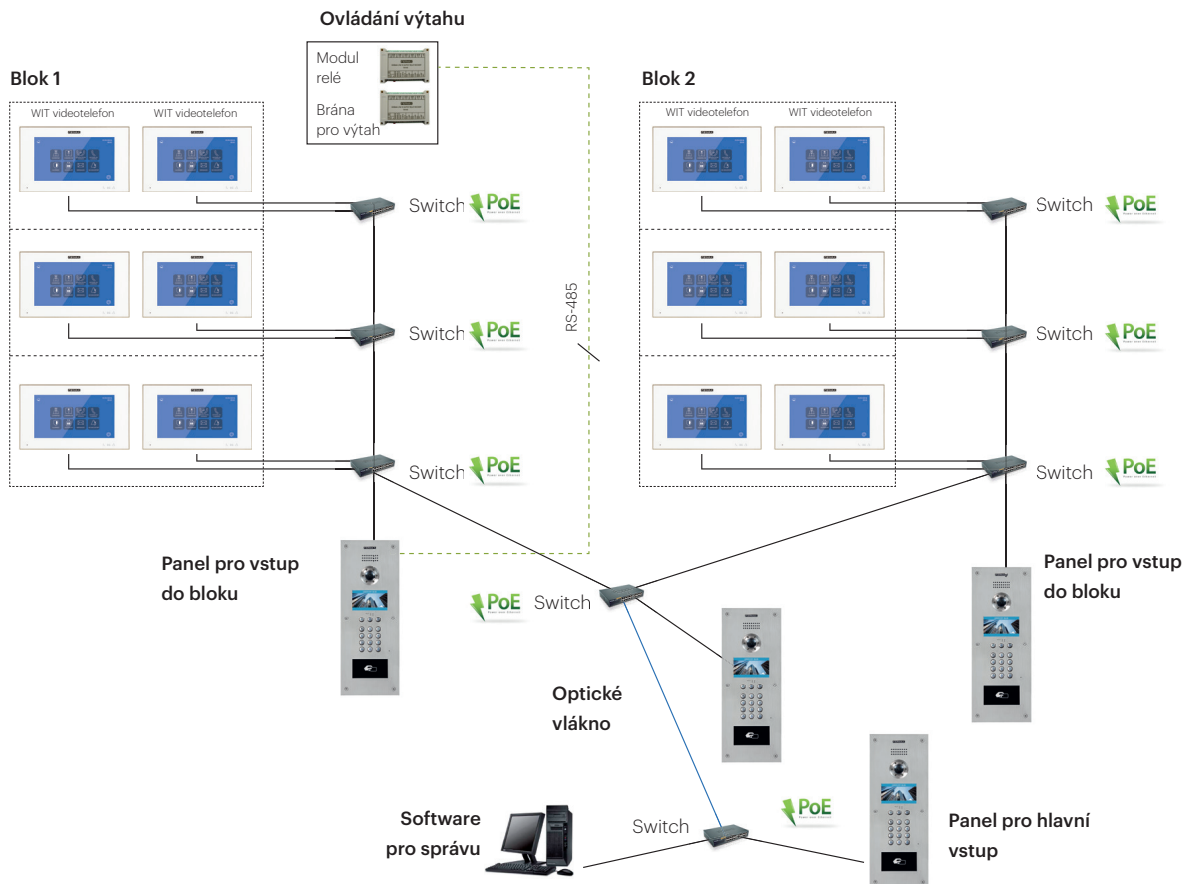 Ovládání výtahu
Modul
relé
Brána
pro výtah
Blok 1
WIT videotelefon
WIT videotelefon
Switch
PoE
Switch
PoE
Switch
PoE
RS-485
Blok 2
WIT videotelefon
WIT videotelefon
Switch
PoE
Switch
PoE
Switch
PoE
Panel pro vstup
do bloku
PoE
Switch
Panel pro vstup
do bloku
Optické
vlákno
PoE
Switch
Software
pro správu
Panel pro hlavní
vstup